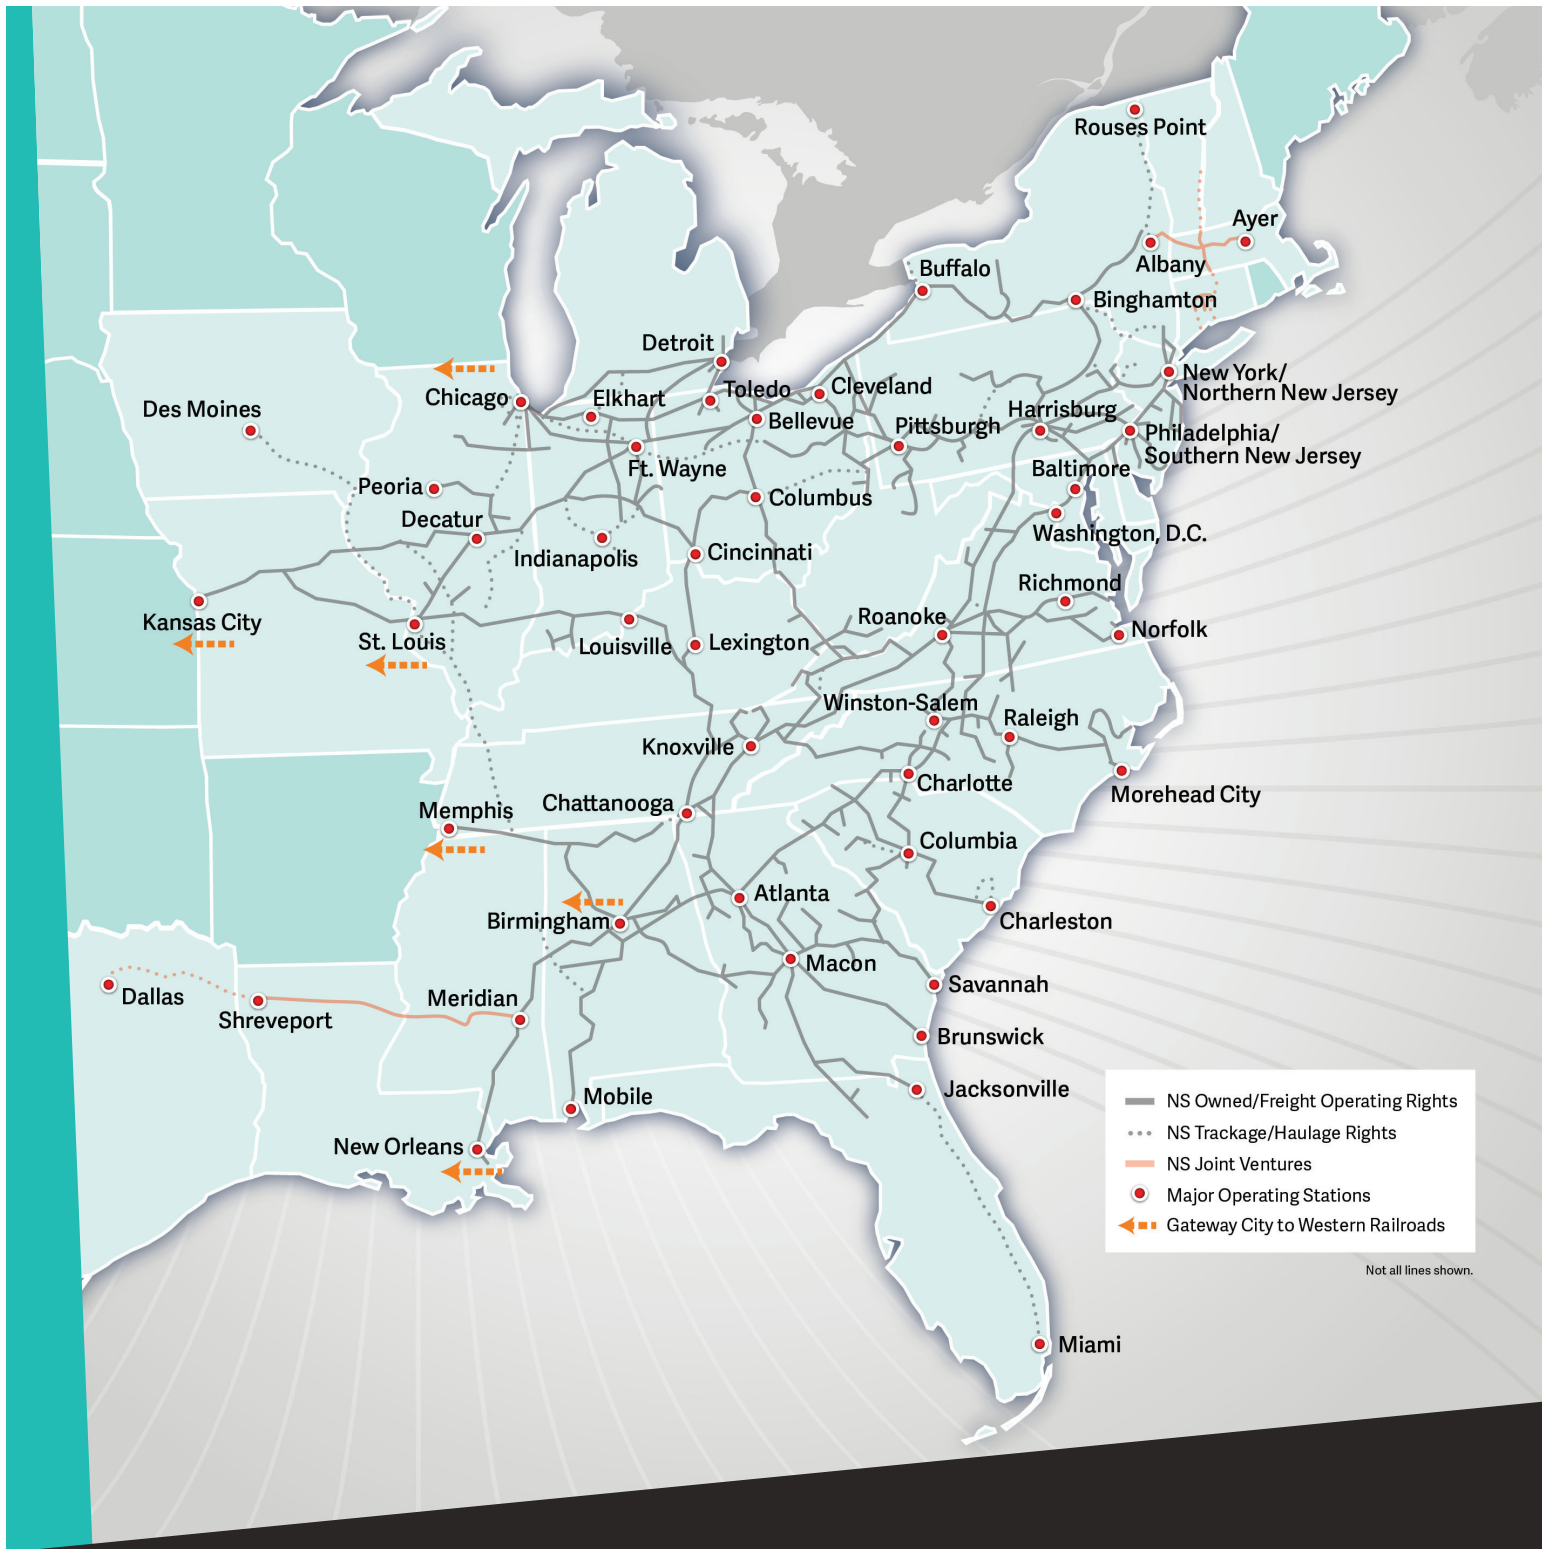 Rouses Point
Ayer
Albany
Buffalo
Binghamton
Detroit
New York/
Northern New Jersey
Chicago
Elkhart
Toledo
Cleveland
Des Moines
Bellevue
Harrisburg
Pittsburgh
Philadelphia/
Southern New Jersey
Ft. Wayne
Baltimore
Peoria
Columbus
Decatur
Washington, D.C.
Indianapolis
Cincinnati
Richmond
Kansas City
St. Louis
Louisville
Lexington
Roanoke
Norfolk
Winston-Salem
Raleigh
Knoxville
Charlotte
Morehead City
Memphis
Chattanooga
Columbia
Atlanta
Birmingham
Charleston
Macon
Dallas
Shreveport
Meridian
Savannah
Brunswick
Mobile
Jacksonville
New Orleans
Miami
NS Owned/Freight Operating Rights
NS Trackage/Haulage Rights
NS Joint Ventures
Major Operating Stations
Gateway City to Western Railroads
Not all lines shown.